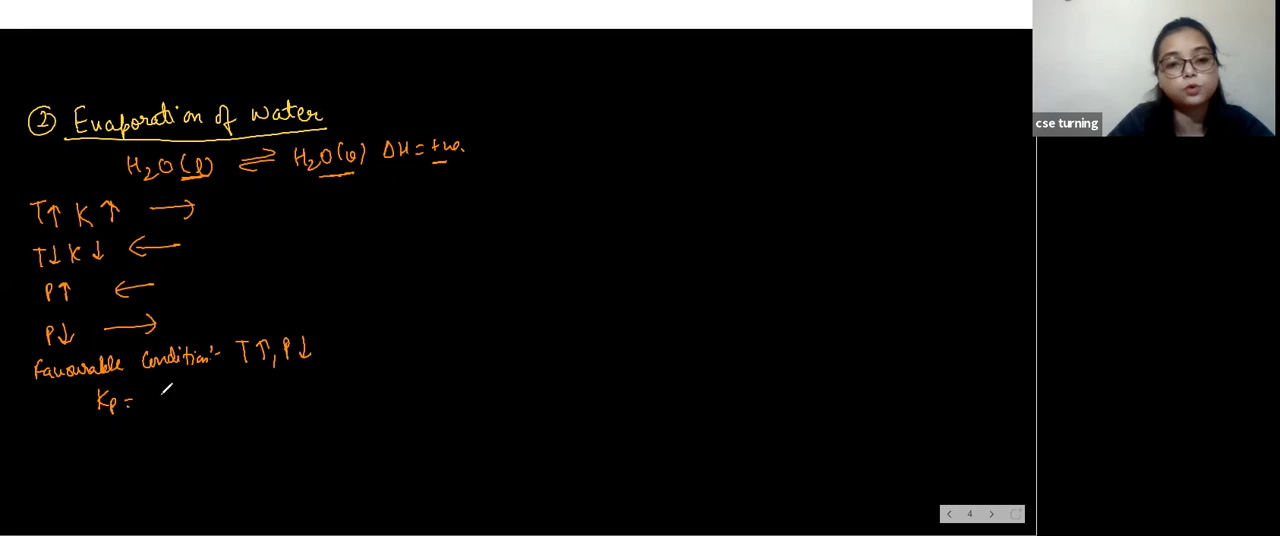 ② Evaporation of water
H₂O(l) ⇌ H₂O(v) ΔH = +ve.
T↑ K↑ →
T↓ K↓ ←
P↑ ←
P↓ →
Favourable Condition:- T↑, P↓
Kp =
cse turning
4